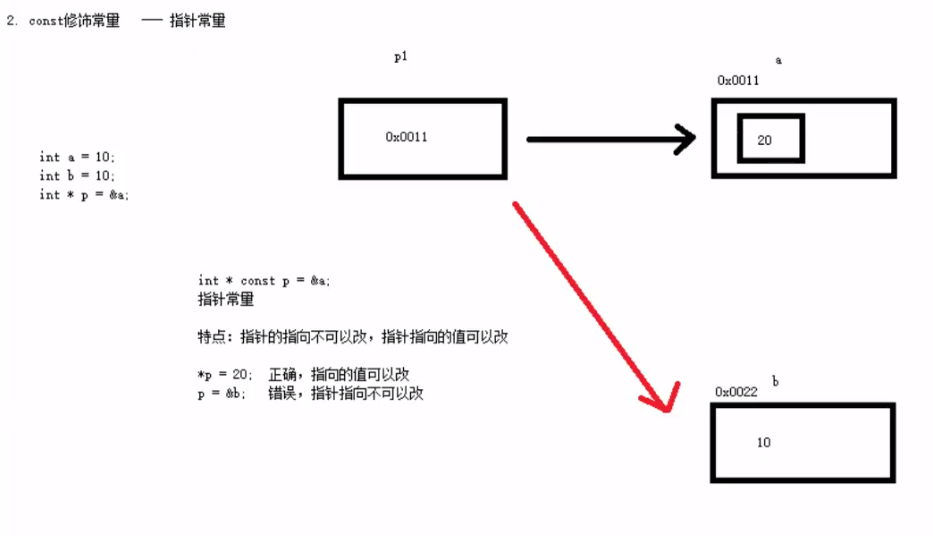 2. const修饰常量 —— 指针常量
p1
a
0x0011
0x0011
20
int a = 10;
int b = 10;
int * p = &a;
int * const p = &a;
指针常量
特点：指针的指向不可以改，指针指向的值可以改
*p = 20; 正确，指向的值可以改
p = &b; 错误，指针指向不可以改
b
0x0022
10